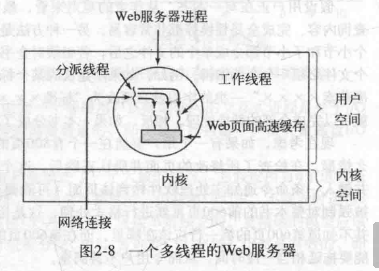 Web服务器进程
分派线程
工作线程
用户
空间
Web页面高速缓存
内核
内核
空间
网络连接
图2-8 一个多线程的Web服务器